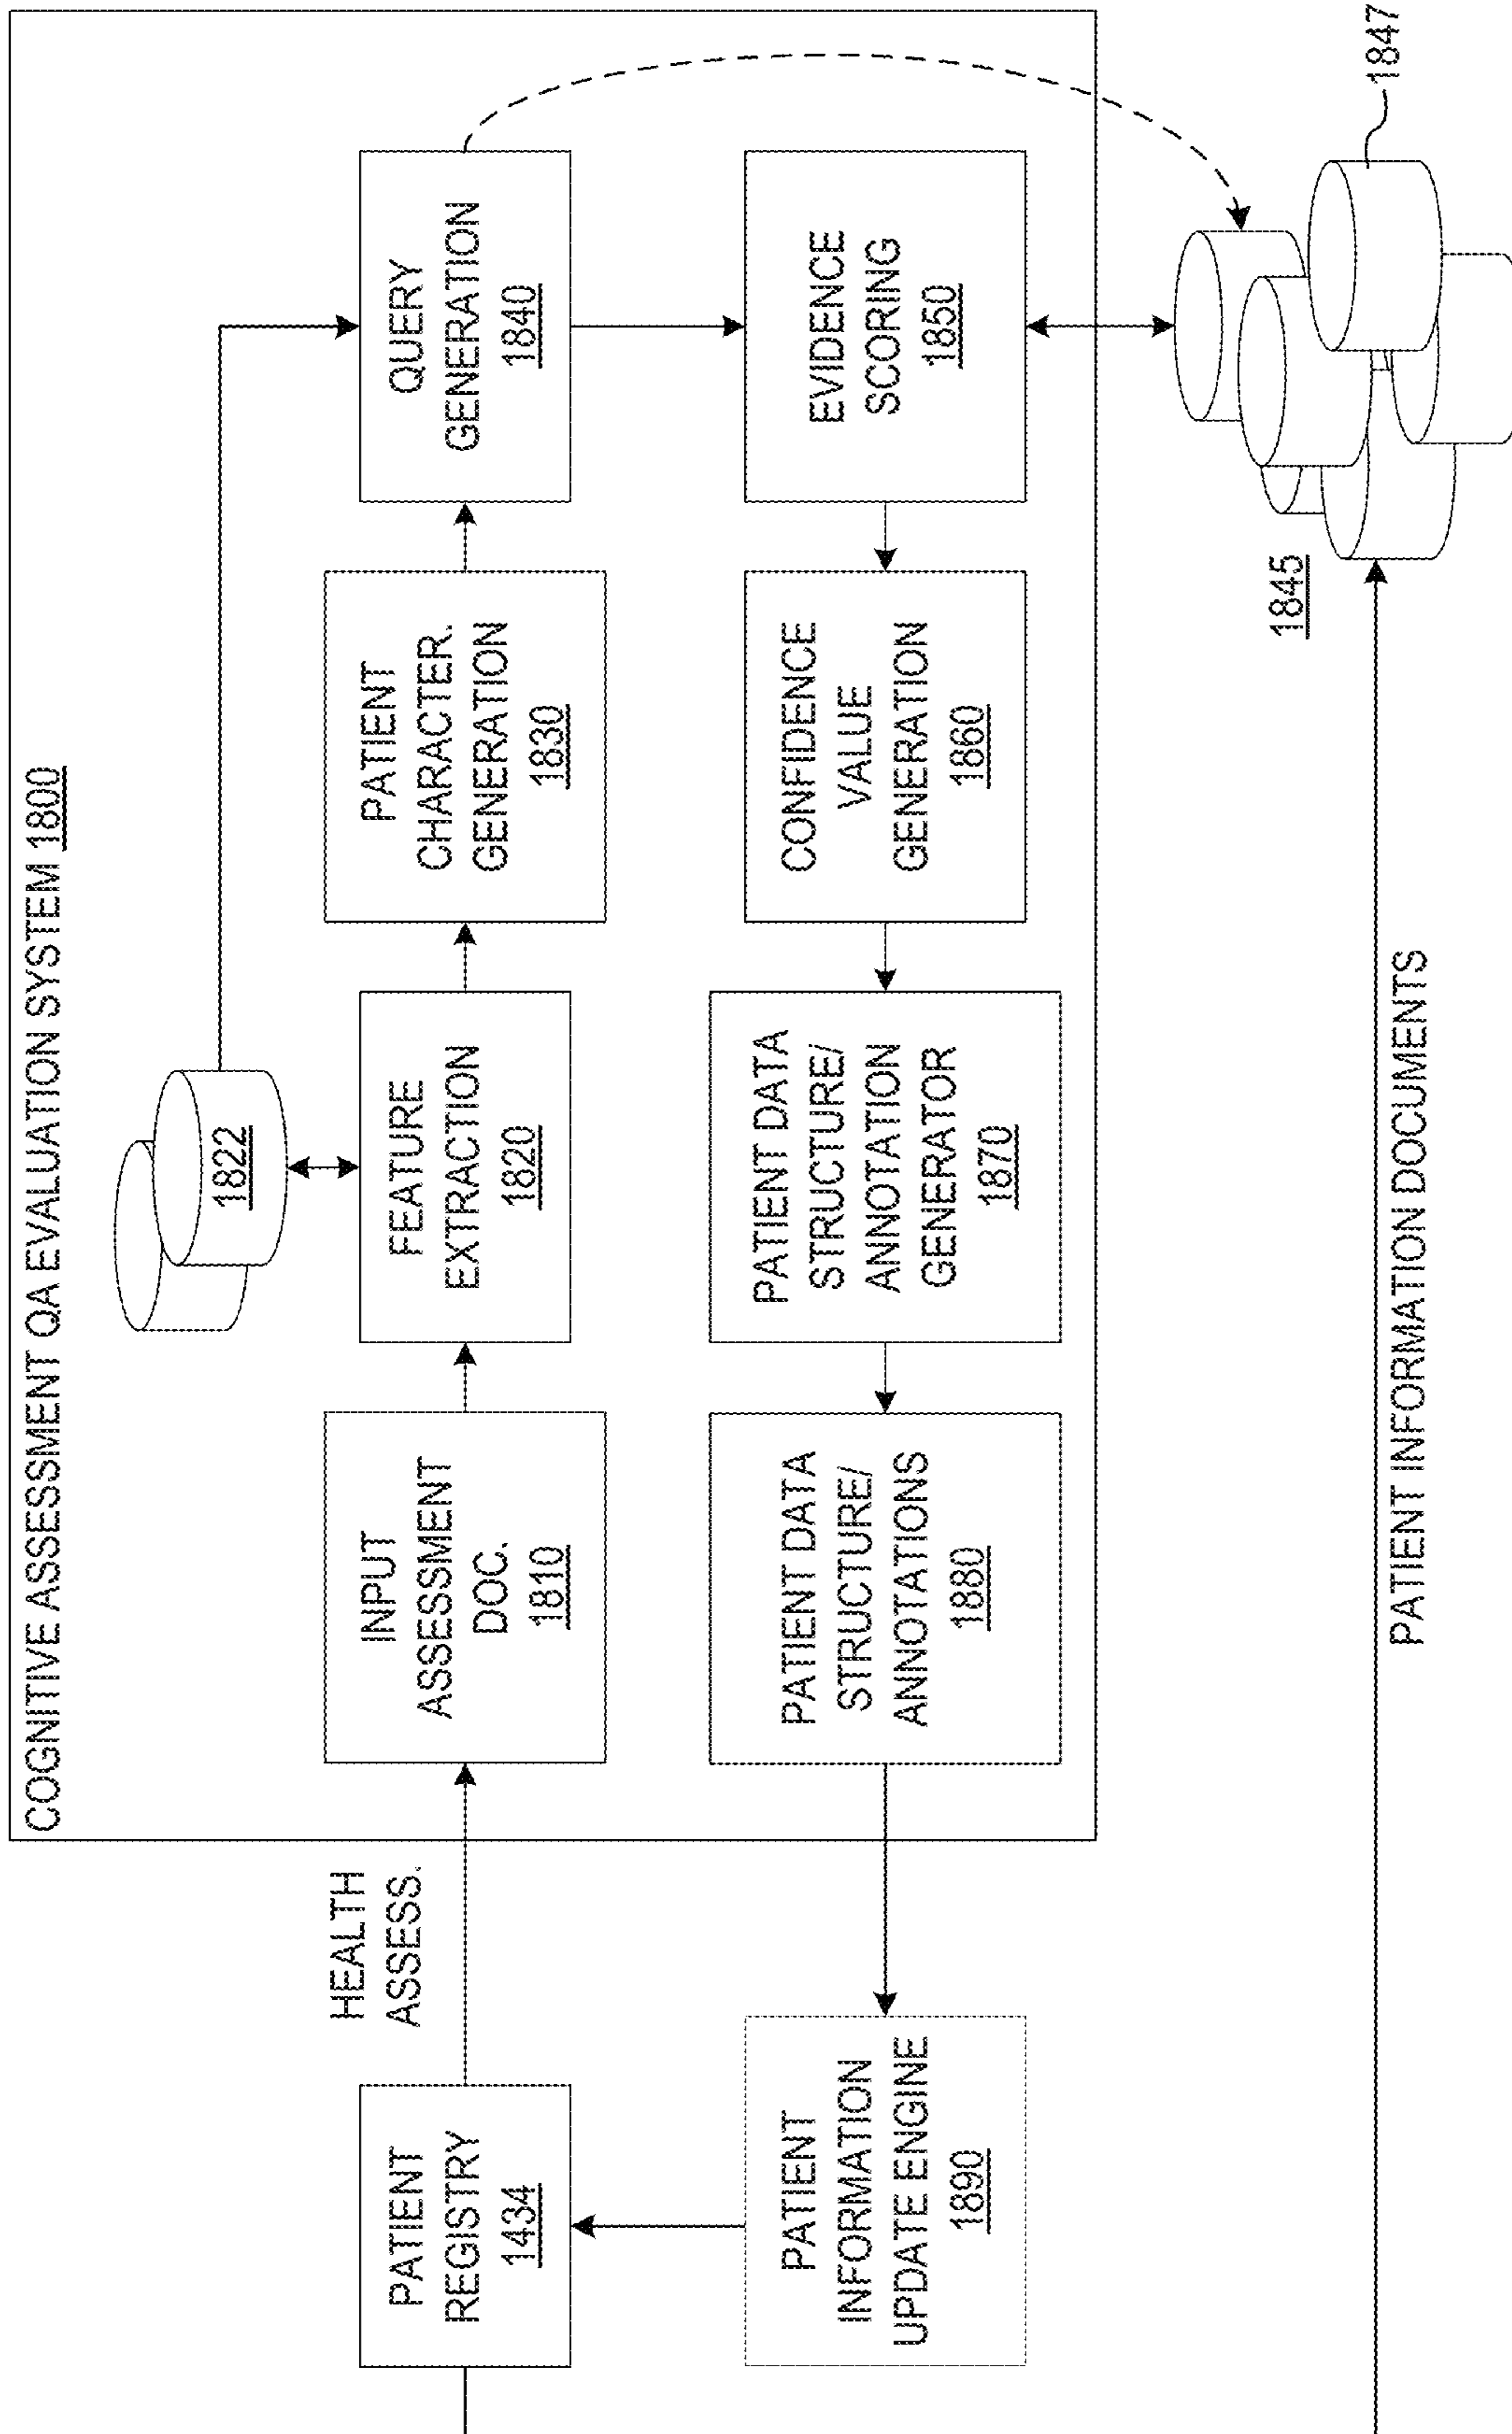 COGNITIVE ASSESSMENT QA EVALUATION SYSTEM 1800
1822
HEALTH
ASSESS.
PATIENT
REGISTRY
1434
INPUT
ASSESSMENT
DOC.
1810
FEATURE
EXTRACTION
1820
PATIENT
CHARACTER.
GENERATION
1830
QUERY
GENERATION
1840
PATIENT
INFORMATION
UPDATE ENGINE
1890
PATIENT DATA
STRUCTURE/
ANNOTATIONS
1880
PATIENT DATA
STRUCTURE/
ANNOTATION
GENERATOR
1870
CONFIDENCE
VALUE
GENERATION
1860
EVIDENCE
SCORING
1850
1845
1847
PATIENT INFORMATION DOCUMENTS